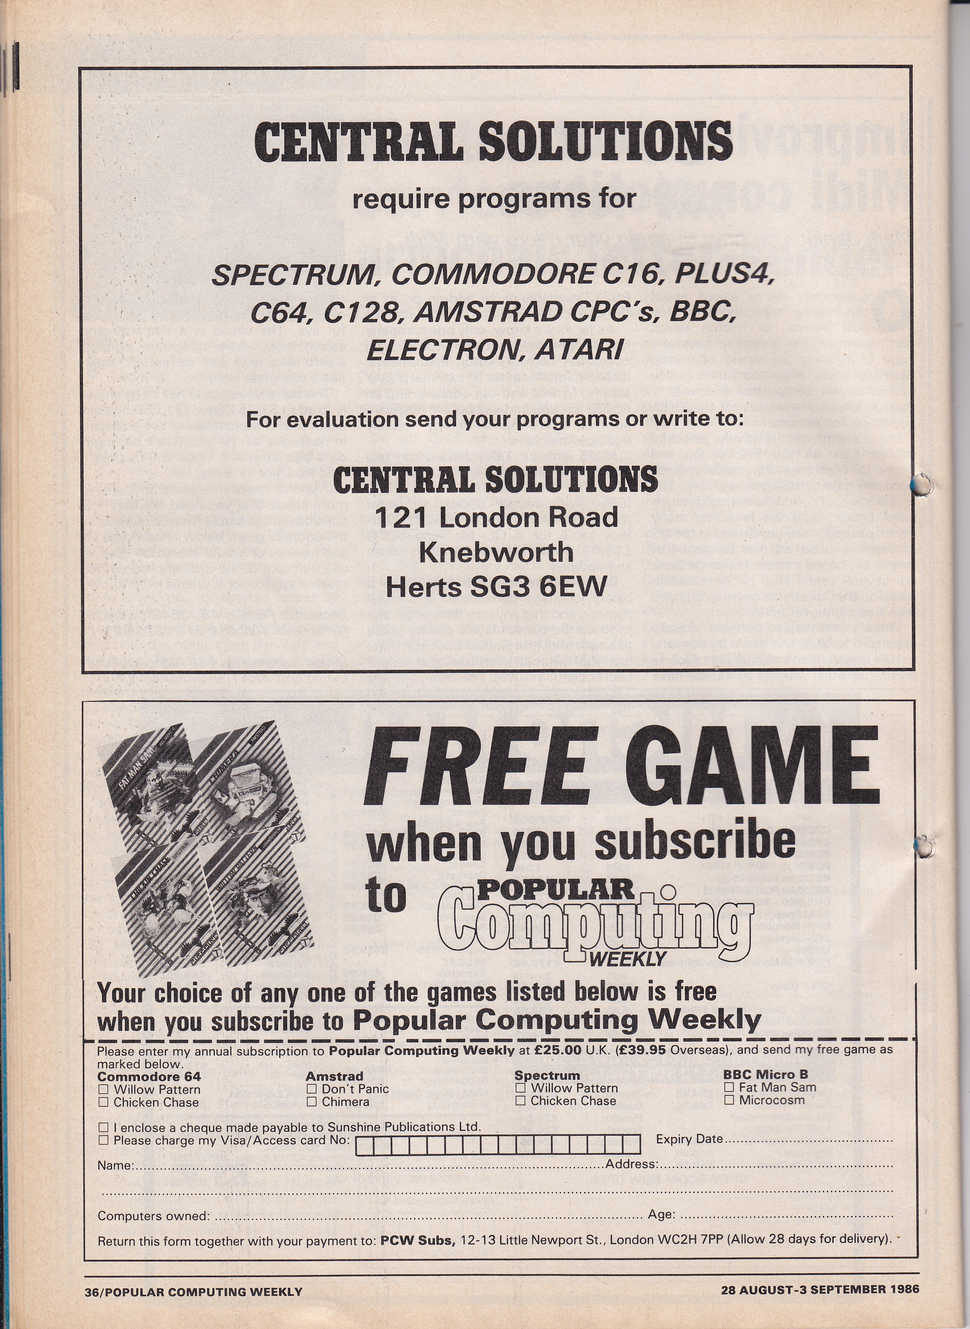 CENTRAL SOLUTIONS
require programs for
SPECTRUM, COMMODORE C16, PLUS4,
C64, C128, AMSTRAD CPC's, BBC,
ELECTRON, ATARI
For evaluation send your programs or write to:
CENTRAL SOLUTIONS
121 London Road
Knebworth
Herts SG3 6EW
FAT MAN SAM
CHIMERA
CHICKEN CHASE
WILLOW PATTERN
FREE GAME
when you subscribe
to POPULAR
Computing
WEEKLY
Your choice of any one of the games listed below is free
when you subscribe to Popular Computing Weekly
Please enter my annual subscription to Popular Computing Weekly at £25.00 U.K. (£39.95 Overseas), and send my free game as
marked below.
Commodore 64 Amstrad Spectrum BBC Micro B
☐ Willow Pattern ☐ Don't Panic ☐ Willow Pattern ☐ Fat Man Sam
☐ Chicken Chase ☐ Chimera ☐ Chicken Chase ☐ Microcosm
☐ I enclose a cheque made payable to Sunshine Publications Ltd.
☐ Please charge my Visa/Access card No: Expiry Date
Name: Address:
Computers owned: Age:
Return this form together with your payment to: PCW Subs, 12-13 Little Newport St., London WC2H 7PP (Allow 28 days for delivery).
36/POPULAR COMPUTING WEEKLY 28 AUGUST-3 SEPTEMBER 1986